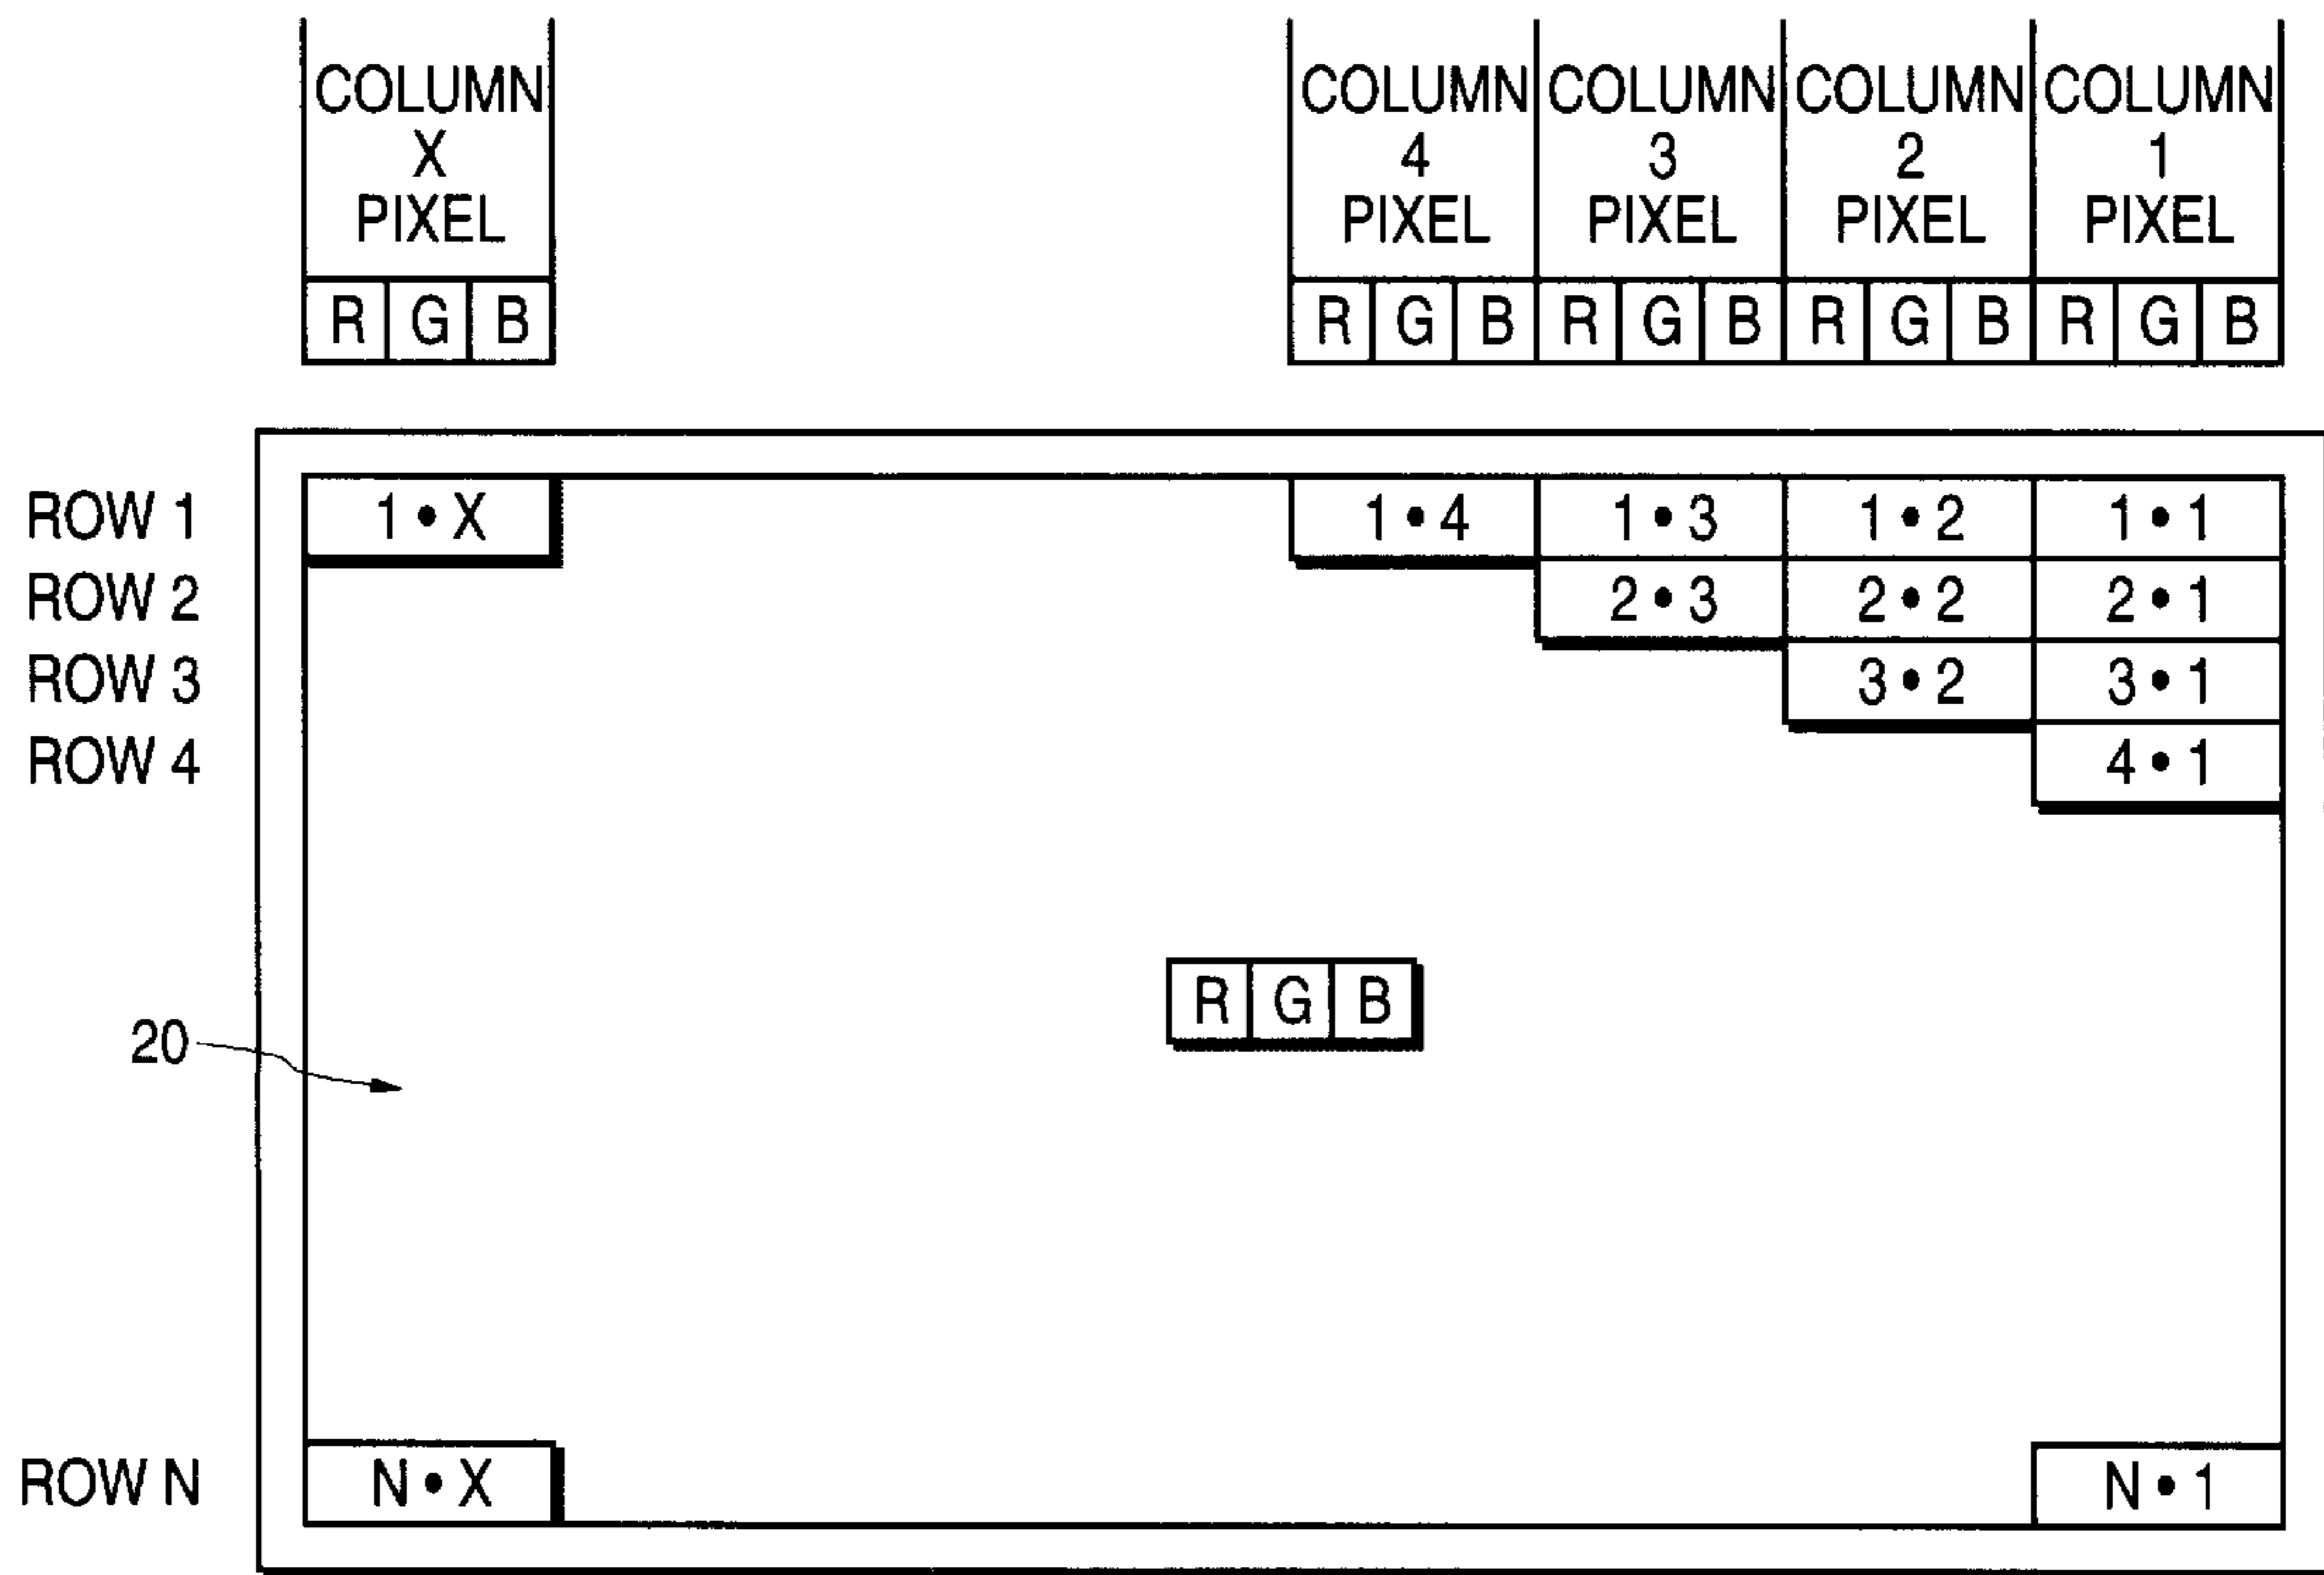 COLUMN X PIXEL
COLUMN 4 PIXEL
COLUMN 3 PIXEL
COLUMN 2 PIXEL
COLUMN 1 PIXEL
R G B
R G B R G B R G B R G B
ROW 1 1•X 1•4 1•3 1•2 1•1
ROW 2 2•3 2•2 2•1
ROW 3 3•2 3•1
ROW 4 4•1
R G B
20
ROW N N•X N•1